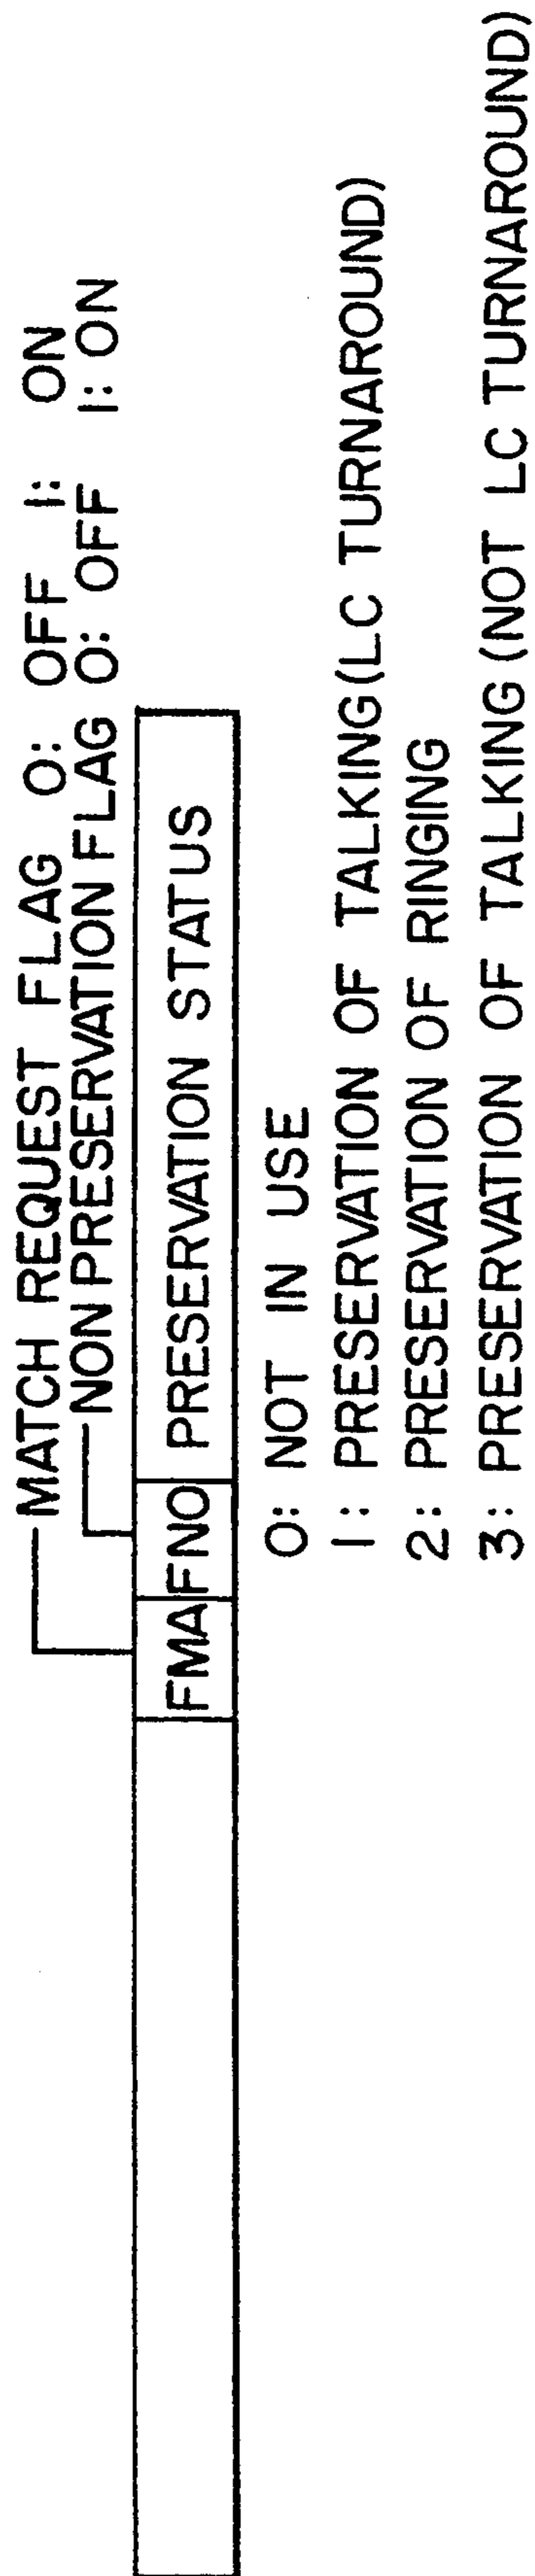 MATCH REQUEST FLAG 0: OFF 1: ON
NON PRESERVATION FLAG 0: OFF 1: ON
FMA FNO PRESERVATION STATUS
0: NOT IN USE
1: PRESERVATION OF TALKING (LC TURNAROUND)
2: PRESERVATION OF RINGING
3: PRESERVATION OF TALKING (NOT LC TURNAROUND)